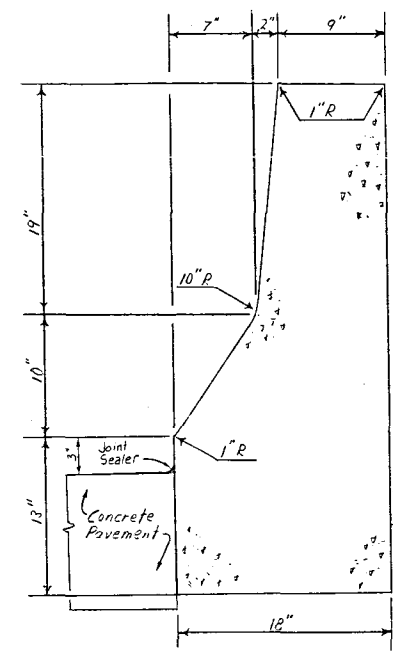 7"
2"
9"
1" R
19"
10" R
10"
1" R
3"
Joint
Sealer
13"
Concrete
Pavement
18"